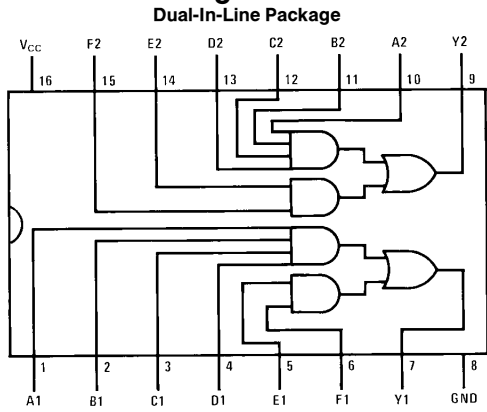 Dual-In-Line Package
V_CC F2 E2 D2 C2 B2 A2 Y2
16 15 14 13 12 11 10 9
1 2 3 4 5 6 7 8
A1 B1 C1 D1 E1 F1 Y1 GND